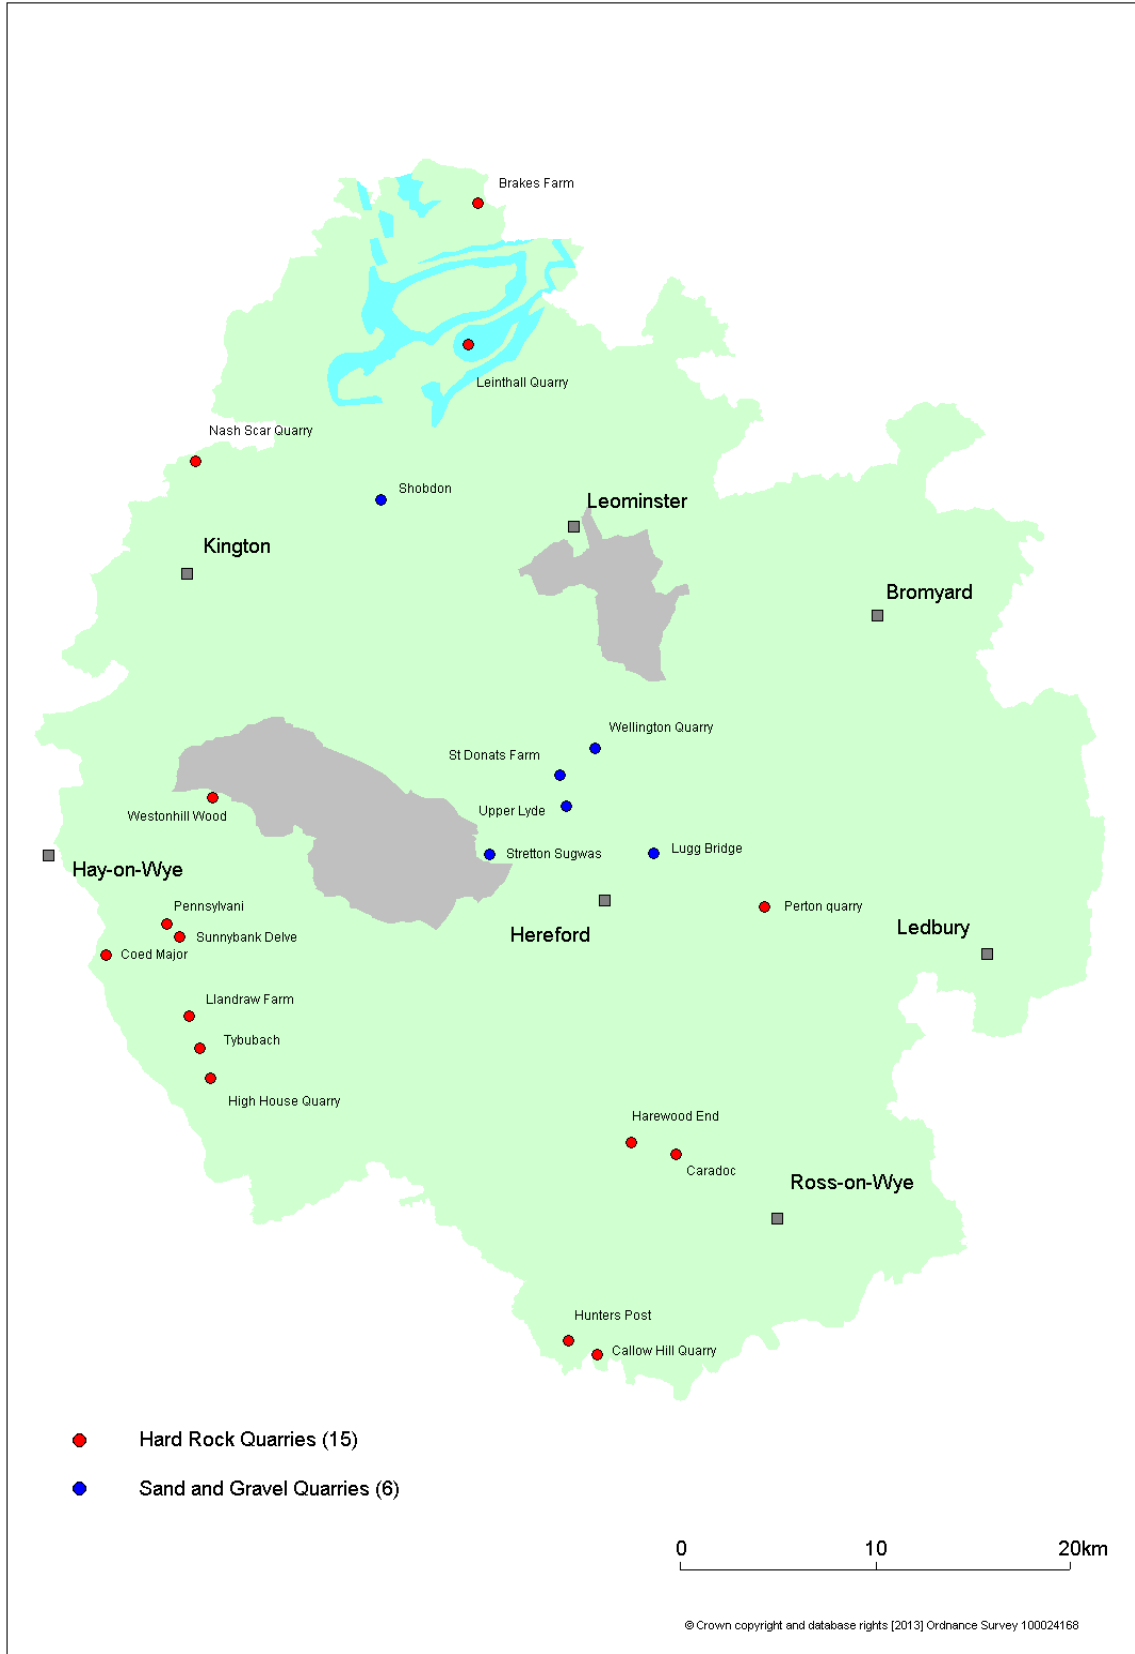 Brakes Farm
Leinthall Quarry
Nash Scar Quarry
Shobdon
Leominster
Kington
Bromyard
Wellington Quarry
St Donats Farm
Upper Lyde
Westonhill Wood
Stretton Sugwas
Lugg Bridge
Hay-on-Wye
Pennsylvani
Perton quarry
Sunnybank Delve
Hereford
Ledbury
Coed Major
Llandraw Farm
Tybubach
High House Quarry
Harewood End
Caradoc
Ross-on-Wye
Hunters Post
Callow Hill Quarry
Hard Rock Quarries (15)
Sand and Gravel Quarries (6)
0 10 20km
© Crown copyright and database rights [2013] Ordnance Survey 100024168